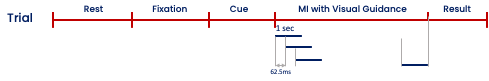 Trial
Rest
Fixation
Cue
MI with Visual Guidance
Result
1 sec
62.5ms